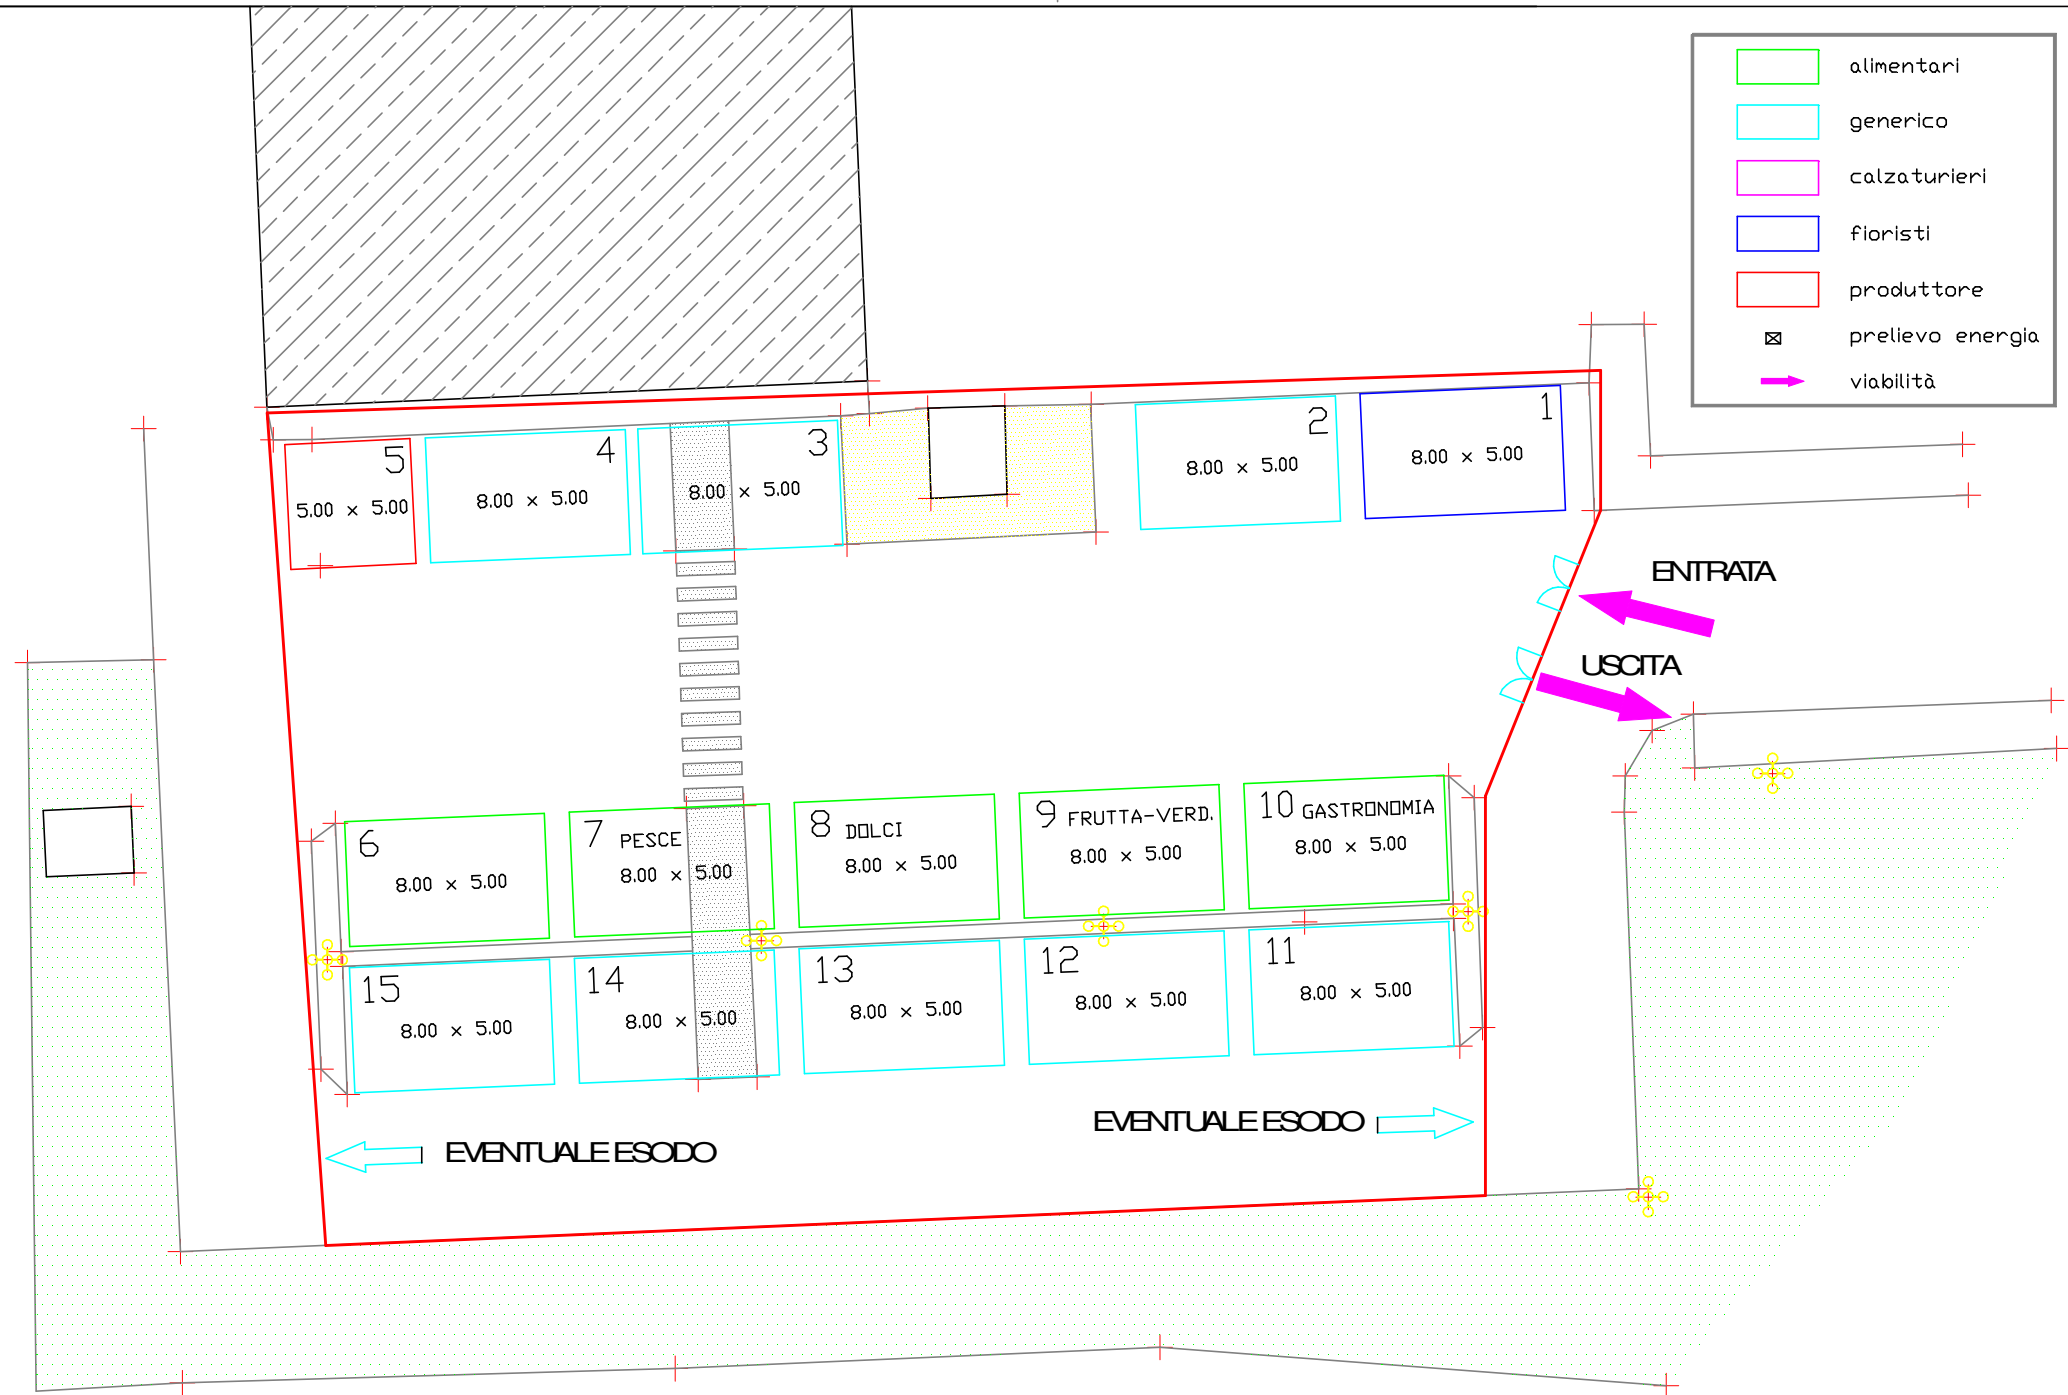 alimentari
generico
calzaturieri
fioristi
produttore
prelievo energia
viabilità
5
5.00 x 5.00
4
8.00 x 5.00
3
8.00 x 5.00
2
8.00 x 5.00
1
8.00 x 5.00
ENTRATA
USCITA
6
8.00 x 5.00
7 PESCE
8.00 x 5.00
8 DOLCI
8.00 x 5.00
9 FRUTTA-VERD.
8.00 x 5.00
10 GASTRONOMIA
8.00 x 5.00
15
8.00 x 5.00
14
8.00 x 5.00
13
8.00 x 5.00
12
8.00 x 5.00
11
8.00 x 5.00
EVENTUALE ESODO
EVENTUALE ESODO